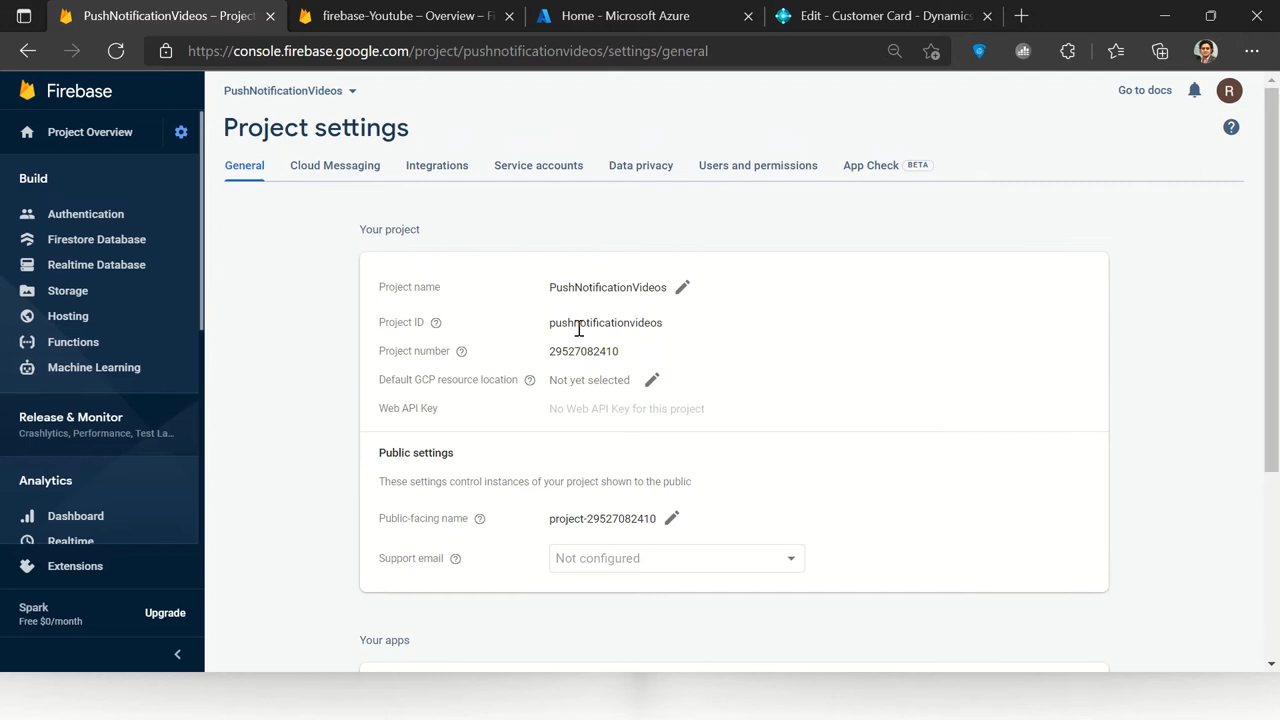 PushNotificationVideos – Projec
firebase-Youtube – Overview – Fi
Home - Microsoft Azure
Edit - Customer Card - Dynamics
https://console.firebase.google.com/project/pushnotificationvideos/settings/general
Firebase
Project Overview
Build
Authentication
Firestore Database
Realtime Database
Storage
Hosting
Functions
Machine Learning
Release & Monitor
Crashlytics, Performance, Test La...
Analytics
Dashboard
Realtime
Extensions
Spark
Free $0/month
Upgrade
PushNotificationVideos
Go to docs
R
Project settings
General Cloud Messaging Integrations Service accounts Data privacy Users and permissions App Check BETA
Your project
Project name PushNotificationVideos
Project ID pushnotificationvideos
Project number 29527082410
Default GCP resource location Not yet selected
Web API Key No Web API Key for this project
Public settings
These settings control instances of your project shown to the public
Public-facing name project-29527082410
Support email Not configured
Your apps